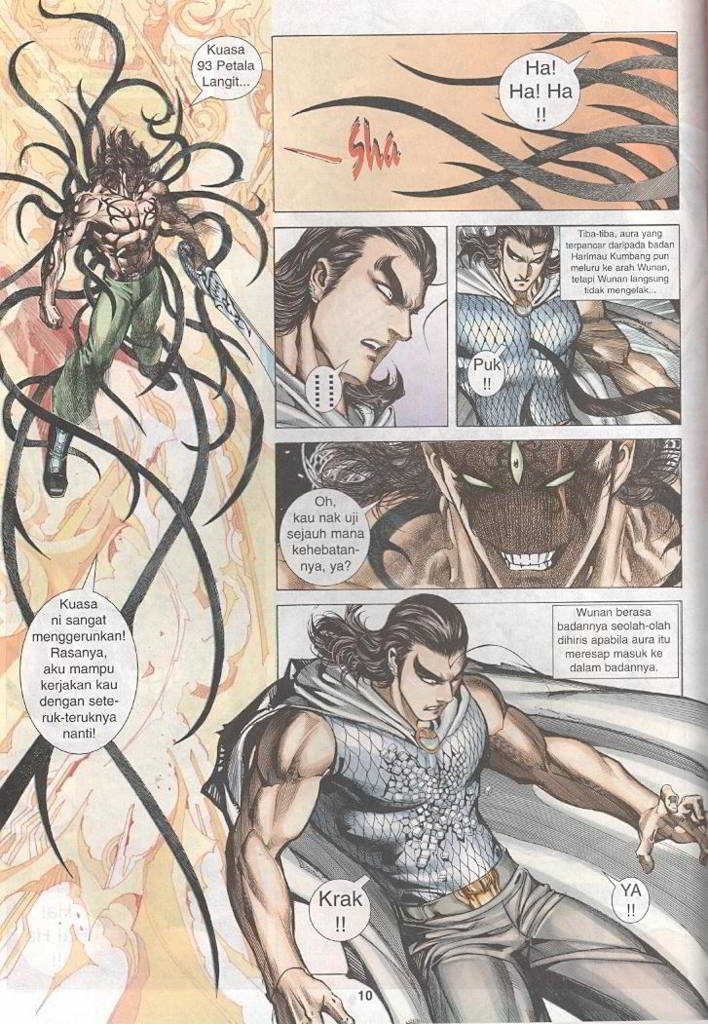 Kuasa
93 Petala
Langit...
Ha!
Ha! Ha
!!
Sha
Tiba-tiba, aura yang
terpancar daripada badan
Harimau Kumbang pun
meluru ke arah Wunan,
tetapi Wunan langsung
tidak mengelak...
Puk
!!
Oh,
kau nak uji
sejauh mana
kehebatan-
nya, ya?
Kuasa
ni sangat
menggerunkan!
Rasanya,
aku mampu
kerjakan kau
dengan sete-
ruk-teruknya
nanti!
Wunan berasa
badannya seolah-olah
dihiris apabila aura itu
meresap masuk ke
dalam badannya.
Krak
!!
YA
!!
10